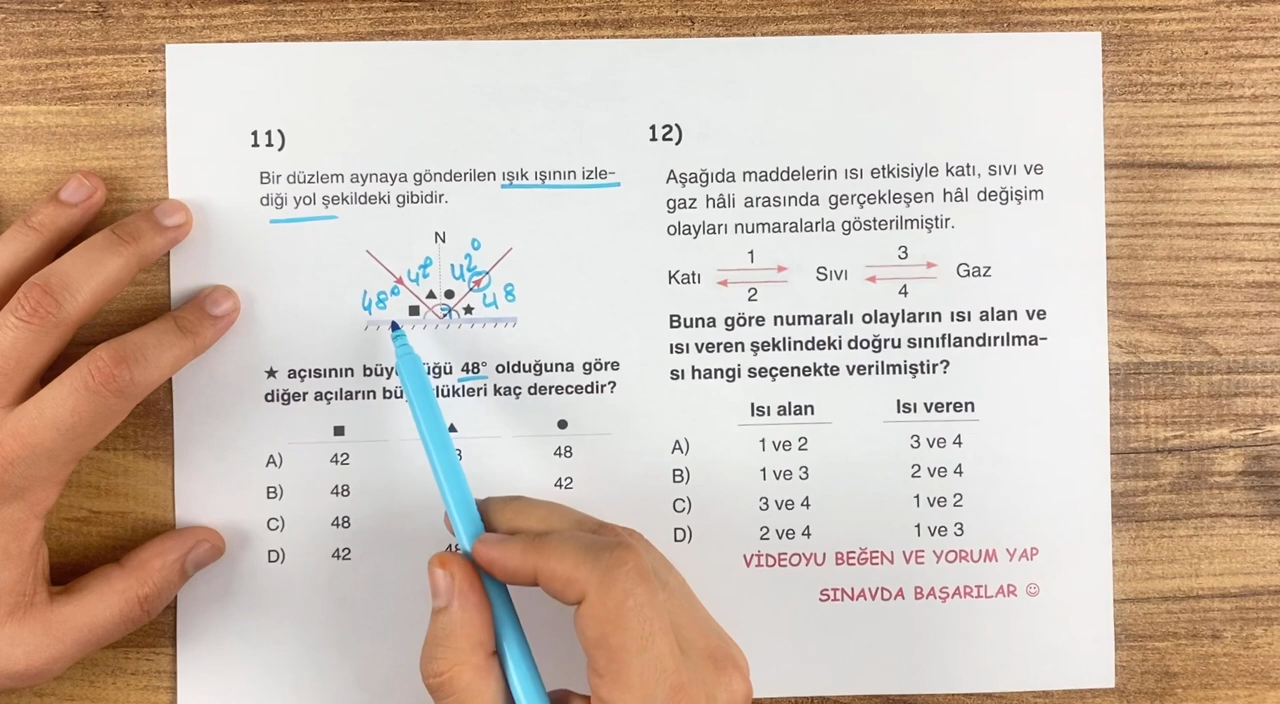 11)
Bir düzlem aynaya gönderilen ışık ışının izle-
diği yol şekildeki gibidir.
N
48° 42 42° 48
★ açısının olduğuna göre
48°
diğer açıların kaç derecedir?
■ ▲ ●
A) 42 48
B) 48 42
C) 48
D) 42
12)
Aşağıda maddelerin ısı etkisiyle katı, sıvı ve
gaz hâli arasında gerçekleşen hâl değişim
olayları numaralarla gösterilmiştir.
1 3
Katı Sıvı Gaz
2 4
Buna göre numaralı olayların ısı alan ve
ısı veren şeklindeki doğru sınıflandırılma-
sı hangi seçenekte verilmiştir?
Isı alan Isı veren
A) 1 ve 2 3 ve 4
B) 1 ve 3 2 ve 4
C) 3 ve 4 1 ve 2
D) 2 ve 4 1 ve 3
VİDEOYU BEĞEN VE YORUM YAP
SINAVDA BAŞARILAR ☺